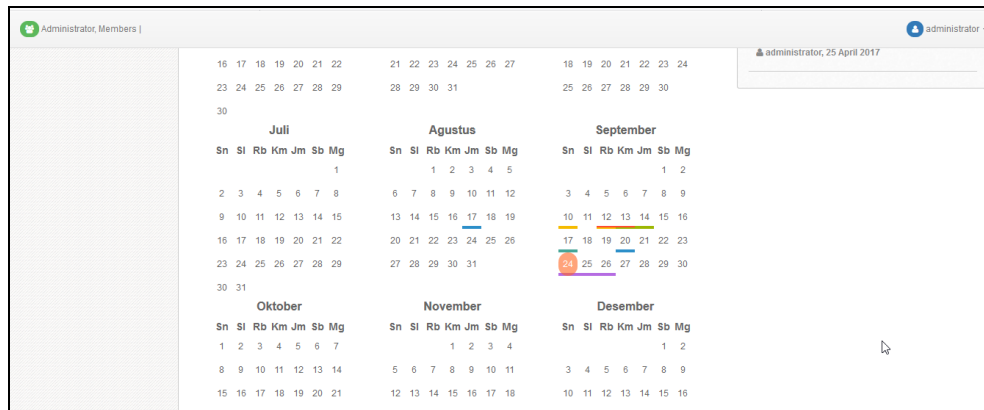 Administrator, Members |
administrator
administrator, 25 April 2017
16 17 18 19 20 21 22
23 24 25 26 27 28 29
30
21 22 23 24 25 26 27
28 29 30 31
18 19 20 21 22 23 24
25 26 27 28 29 30
Juli
Sn Sl Rb Km Jm Sb Mg
1
2 3 4 5 6 7 8
9 10 11 12 13 14 15
16 17 18 19 20 21 22
23 24 25 26 27 28 29
30 31
Agustus
Sn Sl Rb Km Jm Sb Mg
1 2 3 4 5
6 7 8 9 10 11 12
13 14 15 16 17 18 19
20 21 22 23 24 25 26
27 28 29 30 31
September
Sn Sl Rb Km Jm Sb Mg
1 2
3 4 5 6 7 8 9
10 11 12 13 14 15 16
17 18 19 20 21 22 23
24 25 26 27 28 29 30
Oktober
Sn Sl Rb Km Jm Sb Mg
1 2 3 4 5 6 7
8 9 10 11 12 13 14
15 16 17 18 19 20 21
November
Sn Sl Rb Km Jm Sb Mg
1 2 3 4
5 6 7 8 9 10 11
12 13 14 15 16 17 18
Desember
Sn Sl Rb Km Jm Sb Mg
1 2
3 4 5 6 7 8 9
10 11 12 13 14 15 16